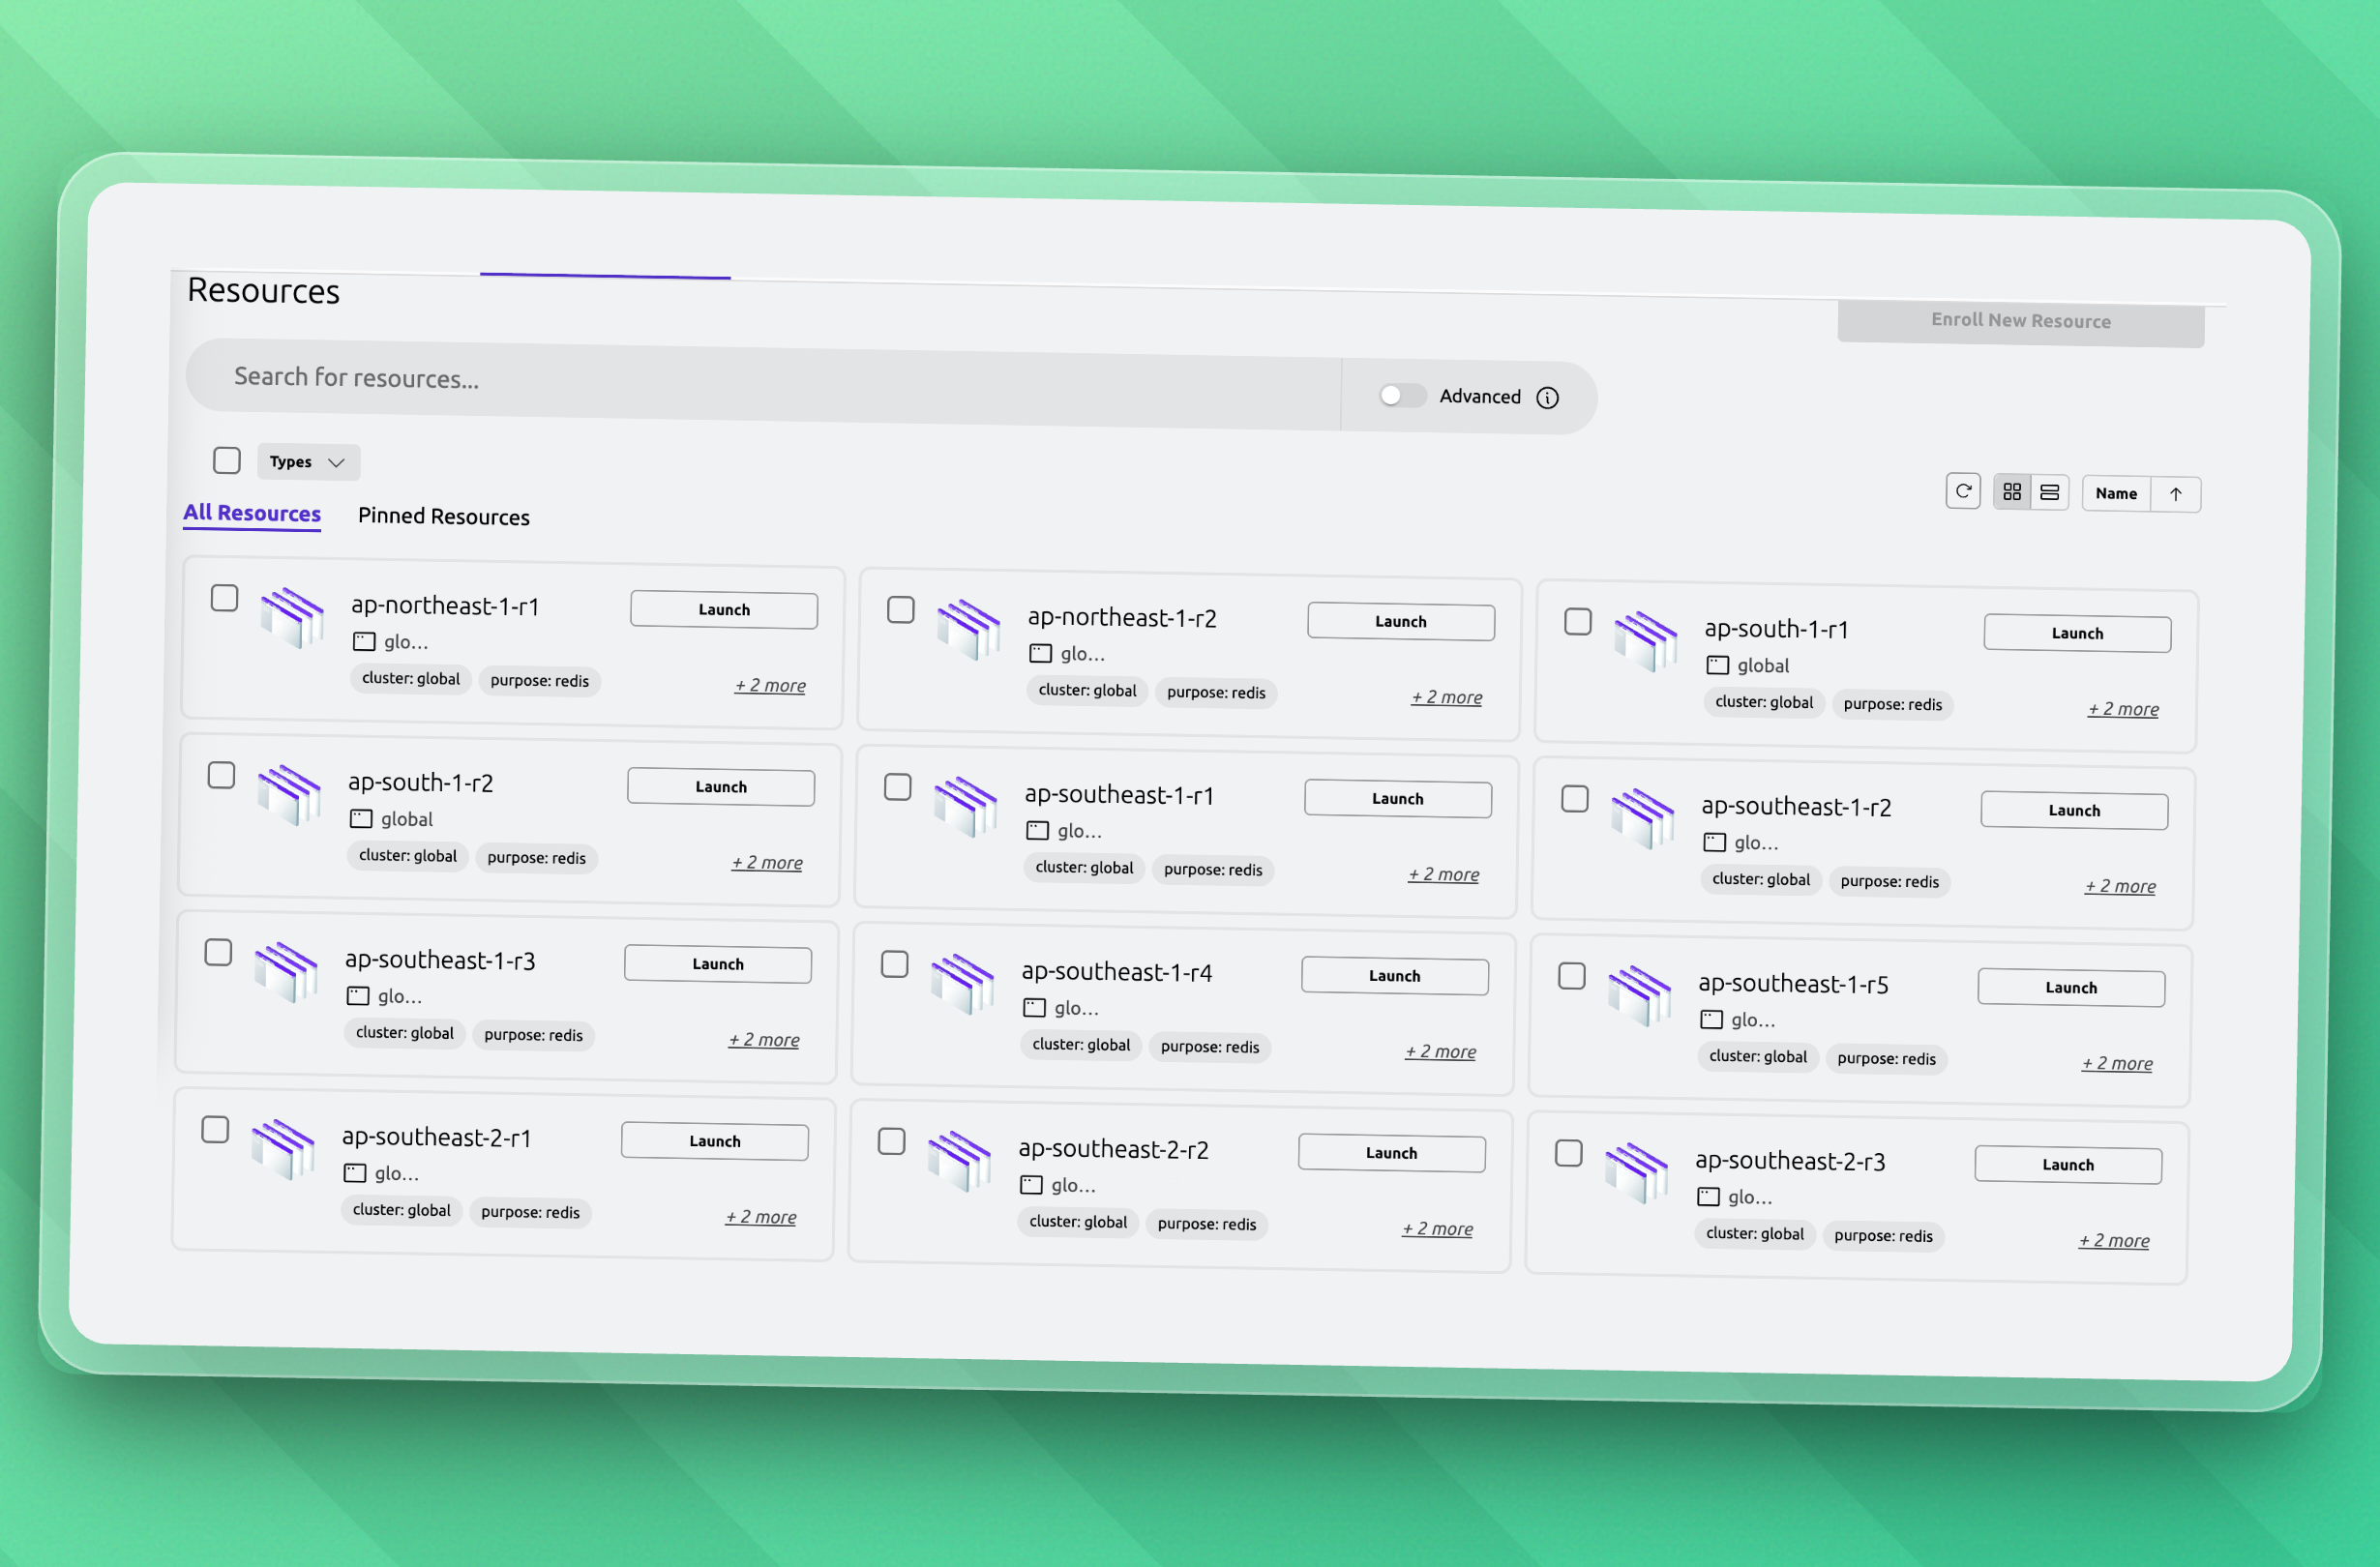 Resources
Enroll New Resource
Search for resources...
Advanced
Types
Name
All Resources
Pinned Resources
ap-northeast-1-r1
Launch
glo...
cluster: global
purpose: redis
+ 2 more
ap-northeast-1-r2
Launch
glo...
cluster: global
purpose: redis
+ 2 more
ap-south-1-r1
Launch
global
cluster: global
purpose: redis
+ 2 more
ap-south-1-r2
Launch
global
cluster: global
purpose: redis
+ 2 more
ap-southeast-1-r1
Launch
glo...
cluster: global
purpose: redis
+ 2 more
ap-southeast-1-r2
Launch
glo...
cluster: global
purpose: redis
+ 2 more
ap-southeast-1-r3
Launch
glo...
cluster: global
purpose: redis
+ 2 more
ap-southeast-1-r4
Launch
glo...
cluster: global
purpose: redis
+ 2 more
ap-southeast-1-r5
Launch
glo...
cluster: global
purpose: redis
+ 2 more
ap-southeast-2-r1
Launch
glo...
cluster: global
purpose: redis
+ 2 more
ap-southeast-2-r2
Launch
glo...
cluster: global
purpose: redis
+ 2 more
ap-southeast-2-r3
Launch
glo...
cluster: global
purpose: redis
+ 2 more